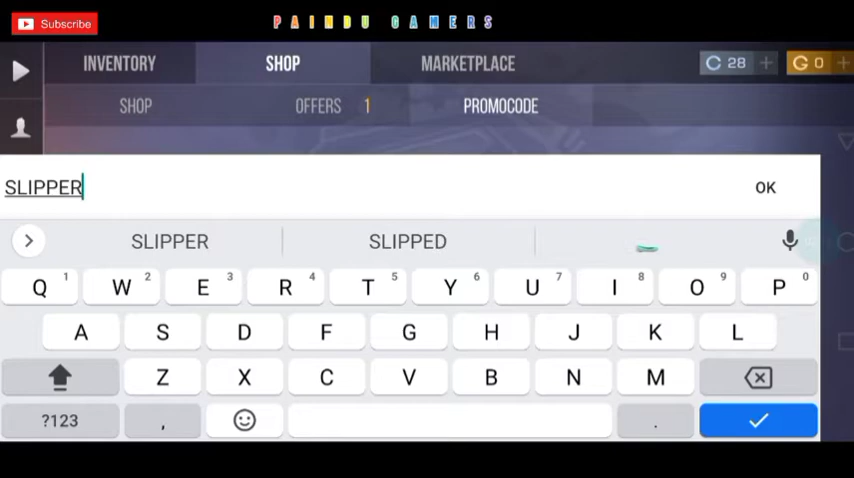 Subscribe
PAINDU GAMERS
INVENTORY SHOP MARKETPLACE C 28 + G 0 +
SHOP OFFERS 1 PROMOCODE
SLIPPER OK
SLIPPER SLIPPED
Q 1 W 2 E 3 R 4 T 5 Y 6 U 7 I 8 O 9 P 0
A S D F G H J K L
Z X C V B N M
?123 , .